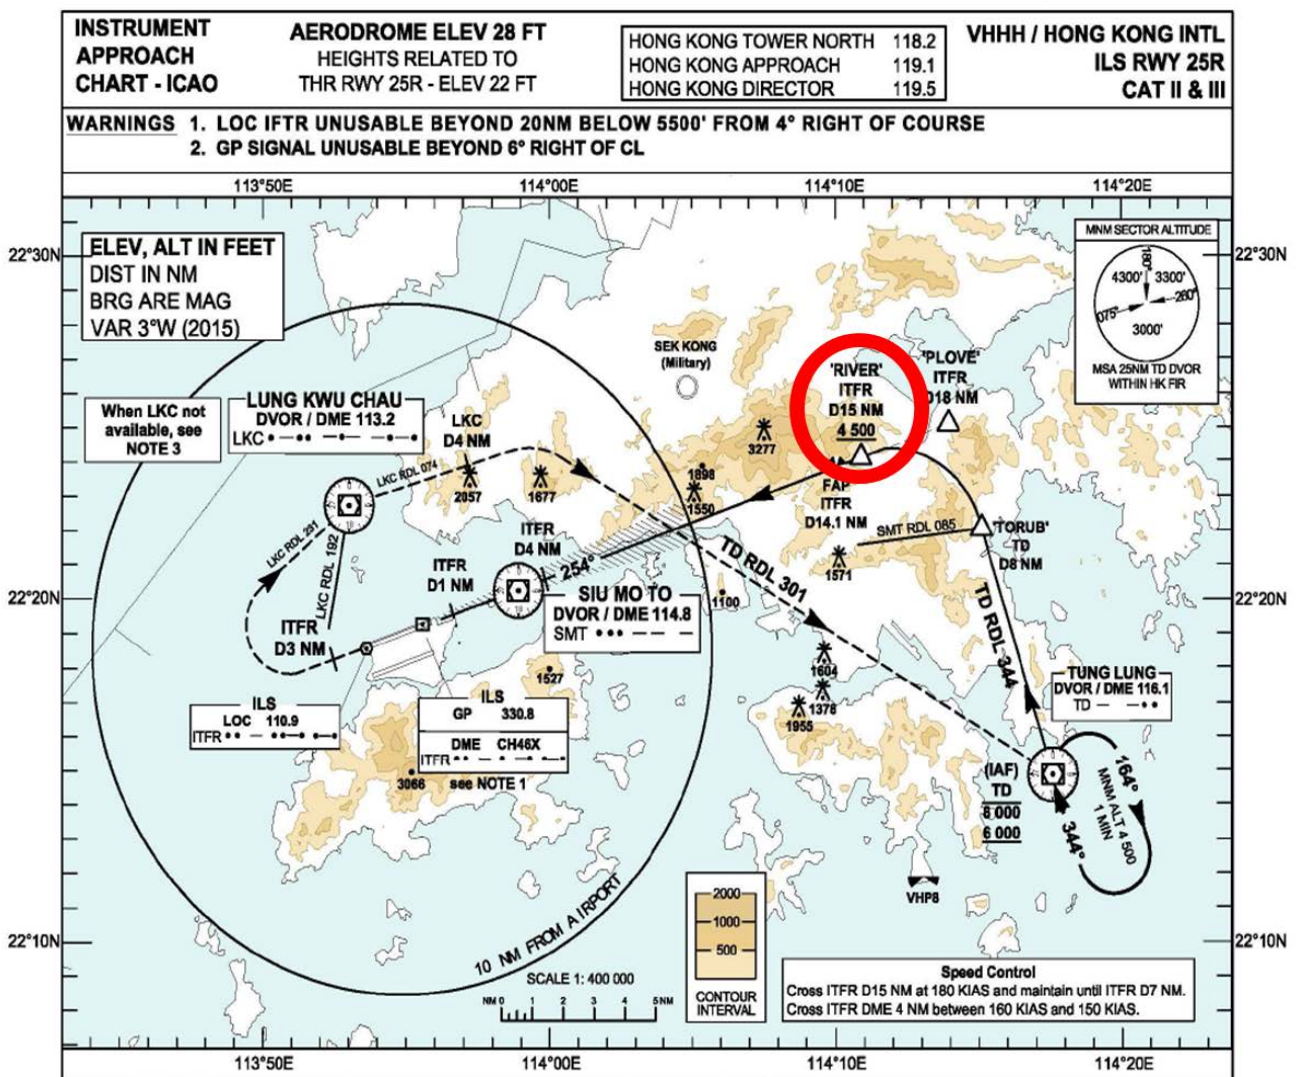 INSTRUMENT
APPROACH
CHART - ICAO
AERODROME ELEV 28 FT
HEIGHTS RELATED TO
THR RWY 25R - ELEV 22 FT
HONG KONG TOWER NORTH 118.2
HONG KONG APPROACH 119.1
HONG KONG DIRECTOR 119.5
VHHH / HONG KONG INTL
ILS RWY 25R
CAT II & III
WARNINGS 1. LOC IFTR UNUSABLE BEYOND 20NM BELOW 5500' FROM 4° RIGHT OF COURSE
2. GP SIGNAL UNUSABLE BEYOND 6° RIGHT OF CL
113°50E 114°00E 114°10E 114°20E
22°30N
22°30N
ELEV, ALT IN FEET
DIST IN NM
BRG ARE MAG
VAR 3°W (2015)
MNM SECTOR ALTITUDE
180°
4300' 3300'
075° 260°
3000'
MSA 25NM TD DVOR
WITHIN HK FIR
SEK KONG
(Military)
'RIVER'
ITFR
D15 NM
4 500
'PLOVE'
ITFR
D18 NM
When LKC not
available, see
NOTE 3
LUNG KWU CHAU
DVOR / DME 113.2
LKC
LKC
D4 NM
LKC RDL 074
2057
1677
3277
1898
1550
FAP
ITFR
D14.1 NM
SMT RDL 085
'TORUB'
TD
D8 NM
1571
LKC RDL 251
LKC RDL 192
ITFR
D4 NM
254°
ITFR
D1 NM
TD RDL 301
22°20N
22°20N
SIU MO TO
DVOR / DME 114.8
SMT
1100
ITFR
D3 NM
TD RDL 344
1604
1378
1955
1527
TUNG LUNG
DVOR / DME 116.1
TD
ILS
LOC 110.9
ITFR
ILS
GP 330.8
DME CH46X
ITFR
see NOTE 1
3066
(IAF)
TD
8 000
6 000
164°
MNM ALT 4 500
1 MIN
344°
VHP8
22°10N
22°10N
10 NM FROM AIRPORT
SCALE 1: 400 000
NM 0 1 2 3 4 5NM
2000
1000
500
CONTOUR
INTERVAL
Speed Control
Cross ITFR D15 NM at 180 KIAS and maintain until ITFR D7 NM.
Cross ITFR DME 4 NM between 160 KIAS and 150 KIAS.
113°50E 114°00E 114°10E 114°20E